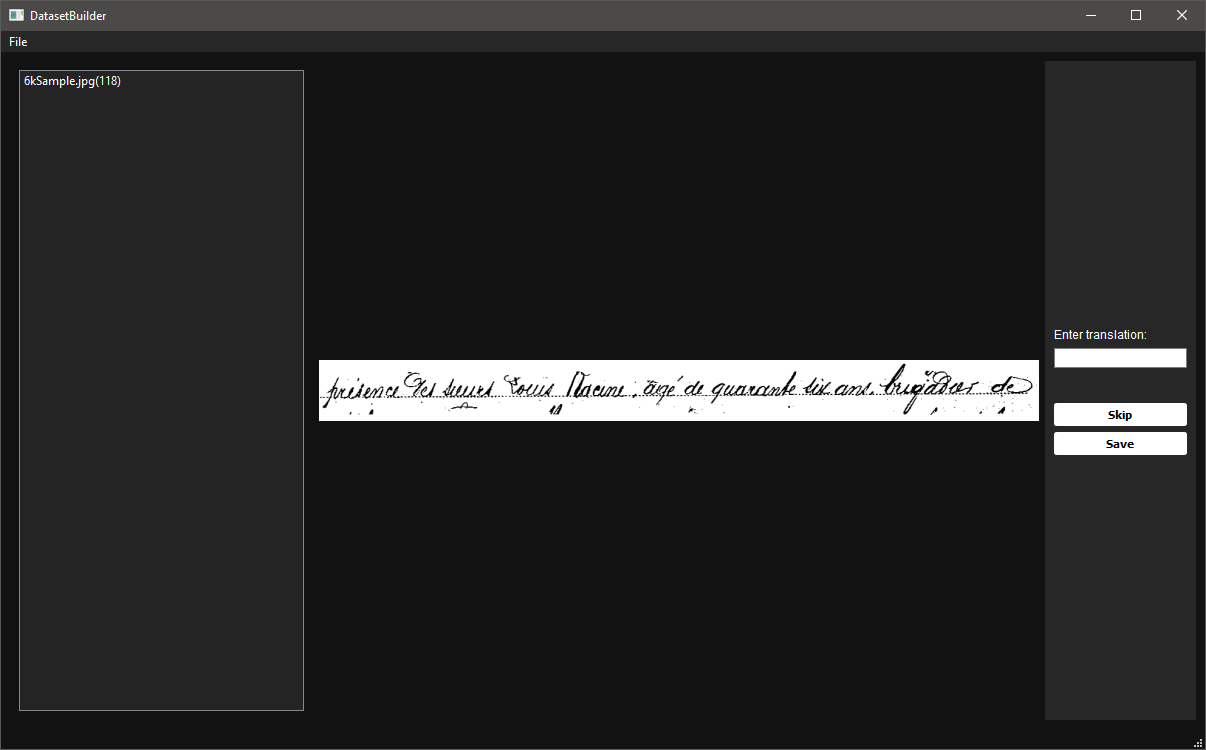 DatasetBuilder
File
6kSample.jpg(118)
présence des sieurs Louis Racine, âgé de quarante six ans, brigadier de
Enter translation:
Skip
Save